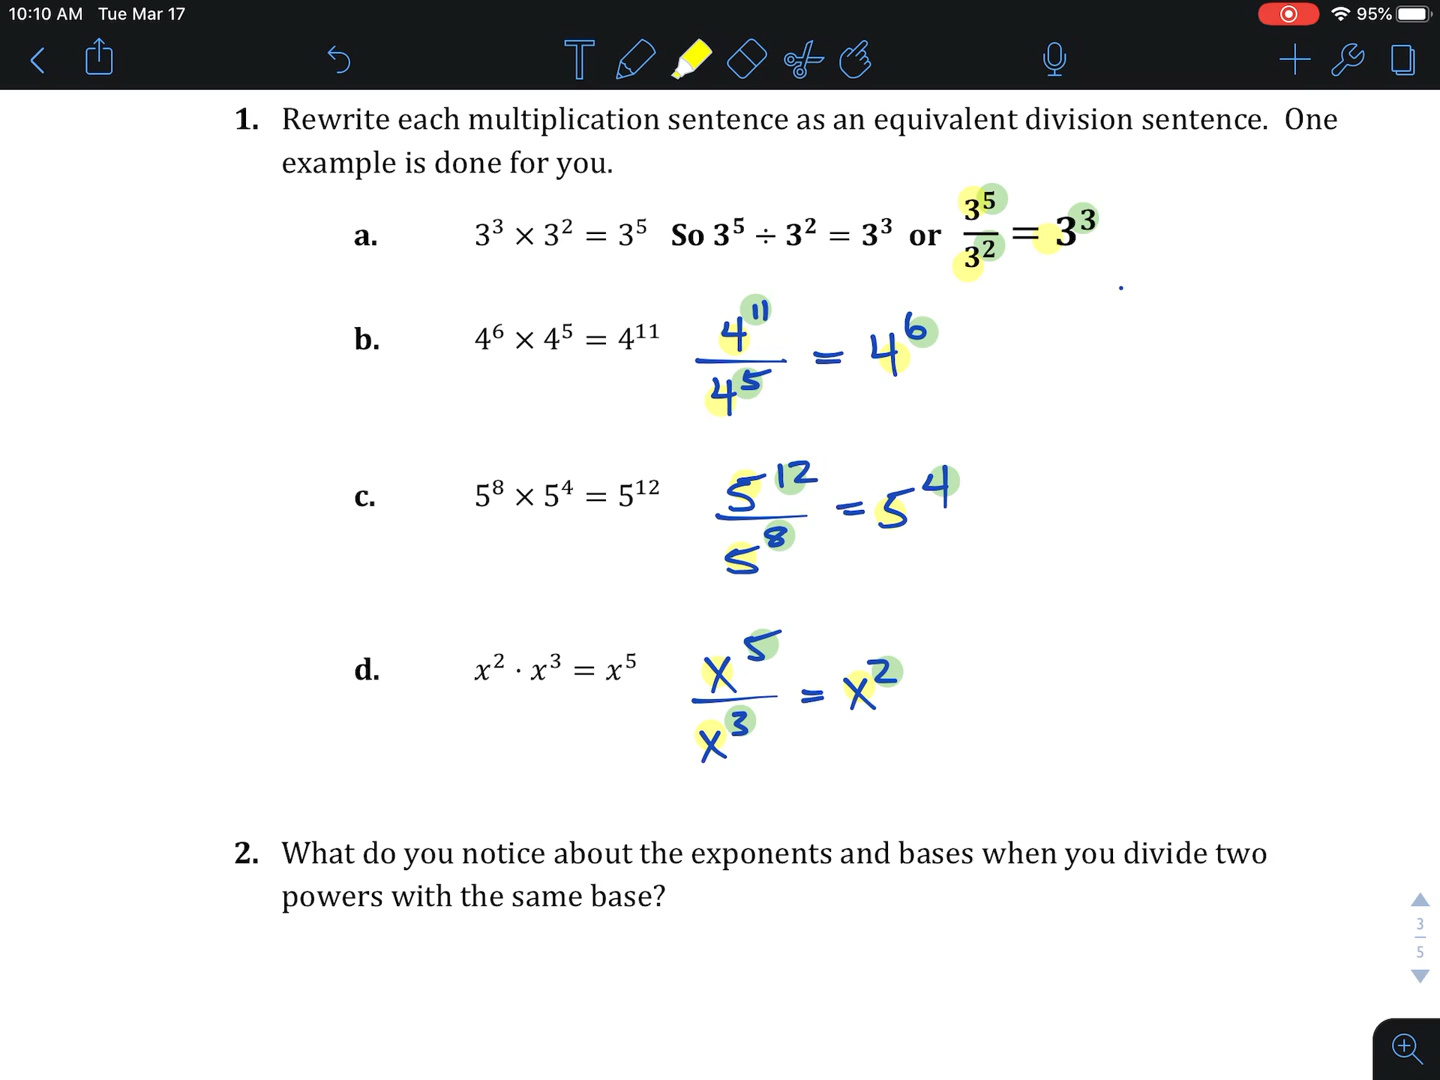 10:10 AM Tue Mar 17 95%
T
1. Rewrite each multiplication sentence as an equivalent division sentence. One
example is done for you.
a. 3³ × 3² = 3⁵ So 3⁵ ÷ 3² = 3³ or 3⁵/3² = 3³
b. 4⁶ × 4⁵ = 4¹¹ 4¹¹/4⁵ = 4⁶
c. 5⁸ × 5⁴ = 5¹² 5¹²/5⁸ = 5⁴
d. x² · x³ = x⁵ x⁵/x³ = x²
2. What do you notice about the exponents and bases when you divide two
powers with the same base?
3
5